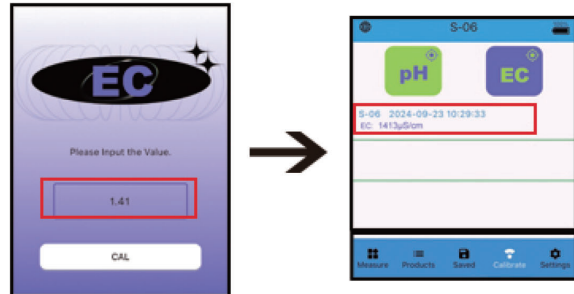 EC
Please Input the Value.
1.41
CAL
S-06
pH
EC
S-06 2024-09-23 10:29:33
EC: 1413μS/cm
Measure Products Saved Calibrate Settings